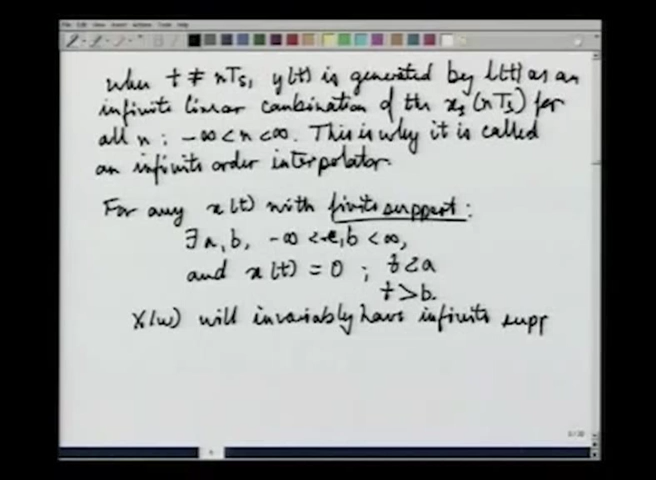 when t ≠ nTs, y(t) is generated by l(t) as an
infinite linear combination of the xs(nTs) for
all n : -∞ < n < ∞. This is why it is called
an infinite order interpolator.
For any x(t) with finite support :
∃ a, b, -∞ < a, b < ∞,
and x(t) = 0 ; t < a
t > b.
X(ω) will invariably have infinite supp